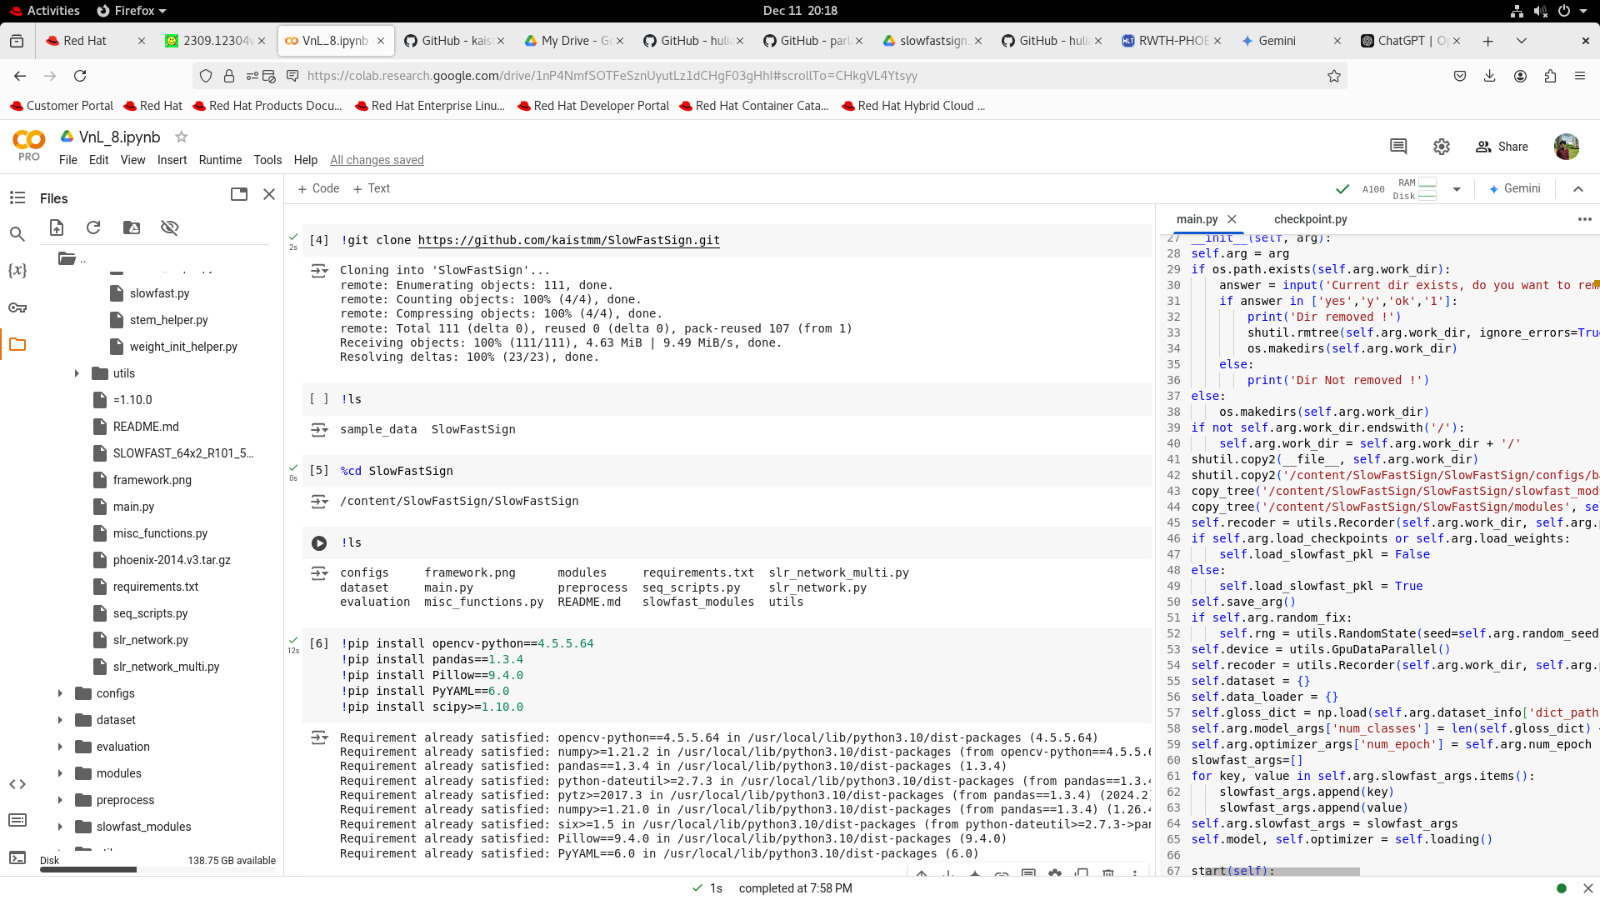 Activities
Firefox
Dec 11 20:18
Red Hat
2309.12304v
VnL_8.ipynb
GitHub - kais
My Drive - Go
GitHub - hulia
GitHub - parl
slowfastsign.
GitHub - hulia
RWTH-PHOE
Gemini
ChatGPT | Op
https://colab.research.google.com/drive/1nP4NmfSOTFeSznUyutLz1dCHgF03gHhI#scrollTo=CHkgVL4Ytsyy
Customer Portal
Red Hat
Red Hat Products Docu...
Red Hat Enterprise Linu...
Red Hat Developer Portal
Red Hat Container Cata...
Red Hat Hybrid Cloud ...
CO
PRO
VnL_8.ipynb
File Edit View Insert Runtime Tools Help All changes saved
Share
Files
+ Code + Text
A100
RAM
Disk
Gemini
..
slowfast.py
stem_helper.py
weight_init_helper.py
utils
=1.10.0
README.md
SLOWFAST_64x2_R101_5...
framework.png
main.py
misc_functions.py
phoenix-2014.v3.tar.gz
requirements.txt
seq_scripts.py
slr_network.py
slr_network_multi.py
configs
dataset
evaluation
modules
preprocess
slowfast_modules
Disk 138.75 GB available
2s
[4] !git clone https://github.com/kaistmm/SlowFastSign.git
Cloning into 'SlowFastSign'...
remote: Enumerating objects: 111, done.
remote: Counting objects: 100% (4/4), done.
remote: Compressing objects: 100% (4/4), done.
remote: Total 111 (delta 0), reused 0 (delta 0), pack-reused 107 (from 1)
Receiving objects: 100% (111/111), 4.63 MiB | 9.49 MiB/s, done.
Resolving deltas: 100% (23/23), done.
[ ] !ls
sample_data SlowFastSign
0s
[5] %cd SlowFastSign
/content/SlowFastSign/SlowFastSign
!ls
configs framework.png modules requirements.txt slr_network_multi.py
dataset main.py preprocess seq_scripts.py slr_network.py
evaluation misc_functions.py README.md slowfast_modules utils
12s
[6] !pip install opencv-python==4.5.5.64
!pip install pandas==1.3.4
!pip install Pillow==9.4.0
!pip install PyYAML==6.0
!pip install scipy>=1.10.0
Requirement already satisfied: opencv-python==4.5.5.64 in /usr/local/lib/python3.10/dist-packages (4.5.5.64)
Requirement already satisfied: numpy>=1.21.2 in /usr/local/lib/python3.10/dist-packages (from opencv-python==4.5.5.6
Requirement already satisfied: pandas==1.3.4 in /usr/local/lib/python3.10/dist-packages (1.3.4)
Requirement already satisfied: python-dateutil>=2.7.3 in /usr/local/lib/python3.10/dist-packages (from pandas==1.3.4
Requirement already satisfied: pytz>=2017.3 in /usr/local/lib/python3.10/dist-packages (from pandas==1.3.4) (2024.2)
Requirement already satisfied: numpy>=1.21.0 in /usr/local/lib/python3.10/dist-packages (from pandas==1.3.4) (1.26.4
Requirement already satisfied: six>=1.5 in /usr/local/lib/python3.10/dist-packages (from python-dateutil>=2.7.3->pan
Requirement already satisfied: Pillow==9.4.0 in /usr/local/lib/python3.10/dist-packages (9.4.0)
Requirement already satisfied: PyYAML==6.0 in /usr/local/lib/python3.10/dist-packages (6.0)
main.py
checkpoint.py
27 __init__(self, arg):
28 self.arg = arg
29 if os.path.exists(self.arg.work_dir):
30 answer = input('Current dir exists, do you want to rem
31 if answer in ['yes','y','ok','1']:
32 print('Dir removed !')
33 shutil.rmtree(self.arg.work_dir, ignore_errors=True
34 os.makedirs(self.arg.work_dir)
35 else:
36 print('Dir Not removed !')
37 else:
38 os.makedirs(self.arg.work_dir)
39 if not self.arg.work_dir.endswith('/'):
40 self.arg.work_dir = self.arg.work_dir + '/'
41 shutil.copy2(__file__, self.arg.work_dir)
42 shutil.copy2('/content/SlowFastSign/SlowFastSign/configs/ba
43 copy_tree('/content/SlowFastSign/SlowFastSign/slowfast_mod
44 copy_tree('/content/SlowFastSign/SlowFastSign/modules', se
45 self.recoder = utils.Recorder(self.arg.work_dir, self.arg.p
46 if self.arg.load_checkpoints or self.arg.load_weights:
47 self.load_slowfast_pkl = False
48 else:
49 self.load_slowfast_pkl = True
50 self.save_arg()
51 if self.arg.random_fix:
52 self.rng = utils.RandomState(seed=self.arg.random_seed
53 self.device = utils.GpuDataParallel()
54 self.recoder = utils.Recorder(self.arg.work_dir, self.arg.p
55 self.dataset = {}
56 self.data_loader = {}
57 self.gloss_dict = np.load(self.arg.dataset_info['dict_path
58 self.arg.model_args['num_classes'] = len(self.gloss_dict) +
59 self.arg.optimizer_args['num_epoch'] = self.arg.num_epoch
60 slowfast_args=[]
61 for key, value in self.arg.slowfast_args.items():
62 slowfast_args.append(key)
63 slowfast_args.append(value)
64 self.arg.slowfast_args = slowfast_args
65 self.model, self.optimizer = self.loading()
66
67 start(self):
1s completed at 7:58 PM